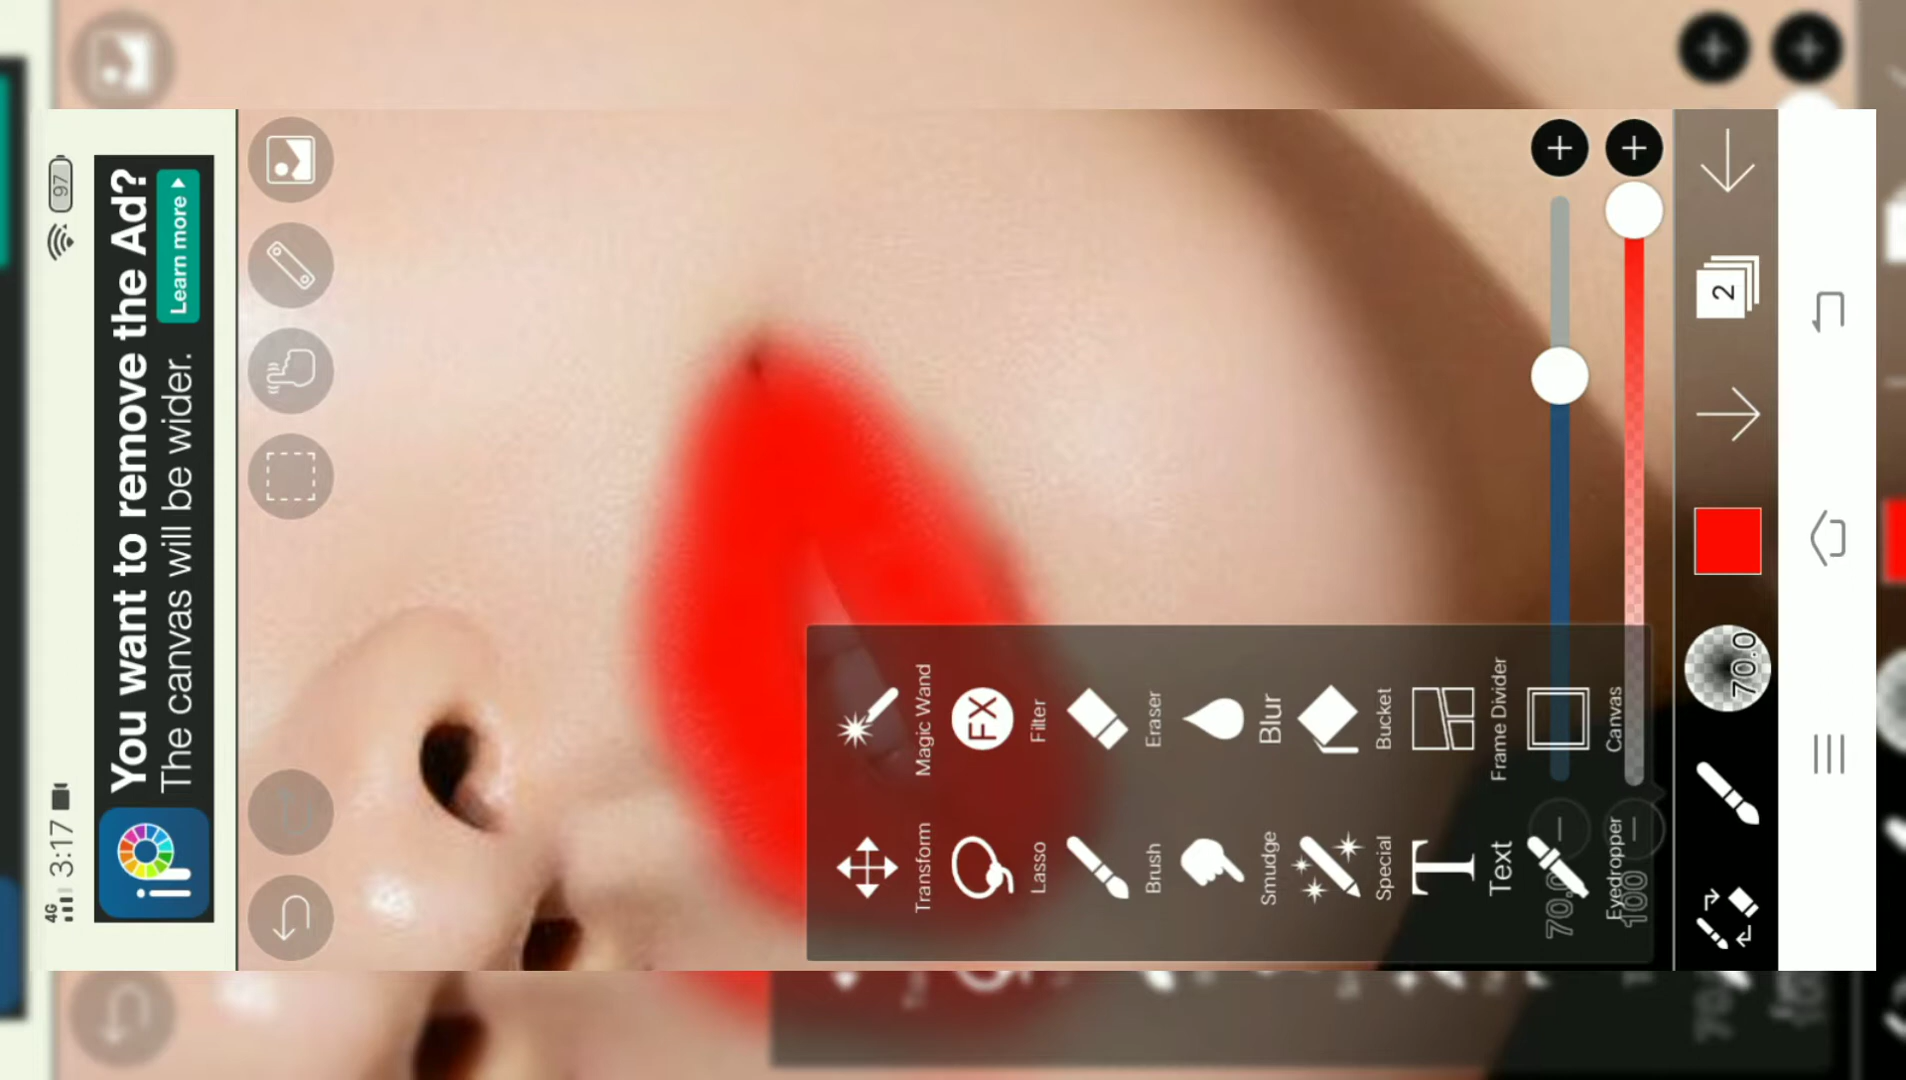 4G 3:17 97
iP
You want to remove the Ad?
The canvas will be wider.
Learn more
Transform
Magic Wand
Lasso
FX
Filter
Brush
Eraser
Smudge
Blur
Special
Bucket
T
Text
Frame Divider
Eyedropper
Canvas
70.0
100
70.0
2